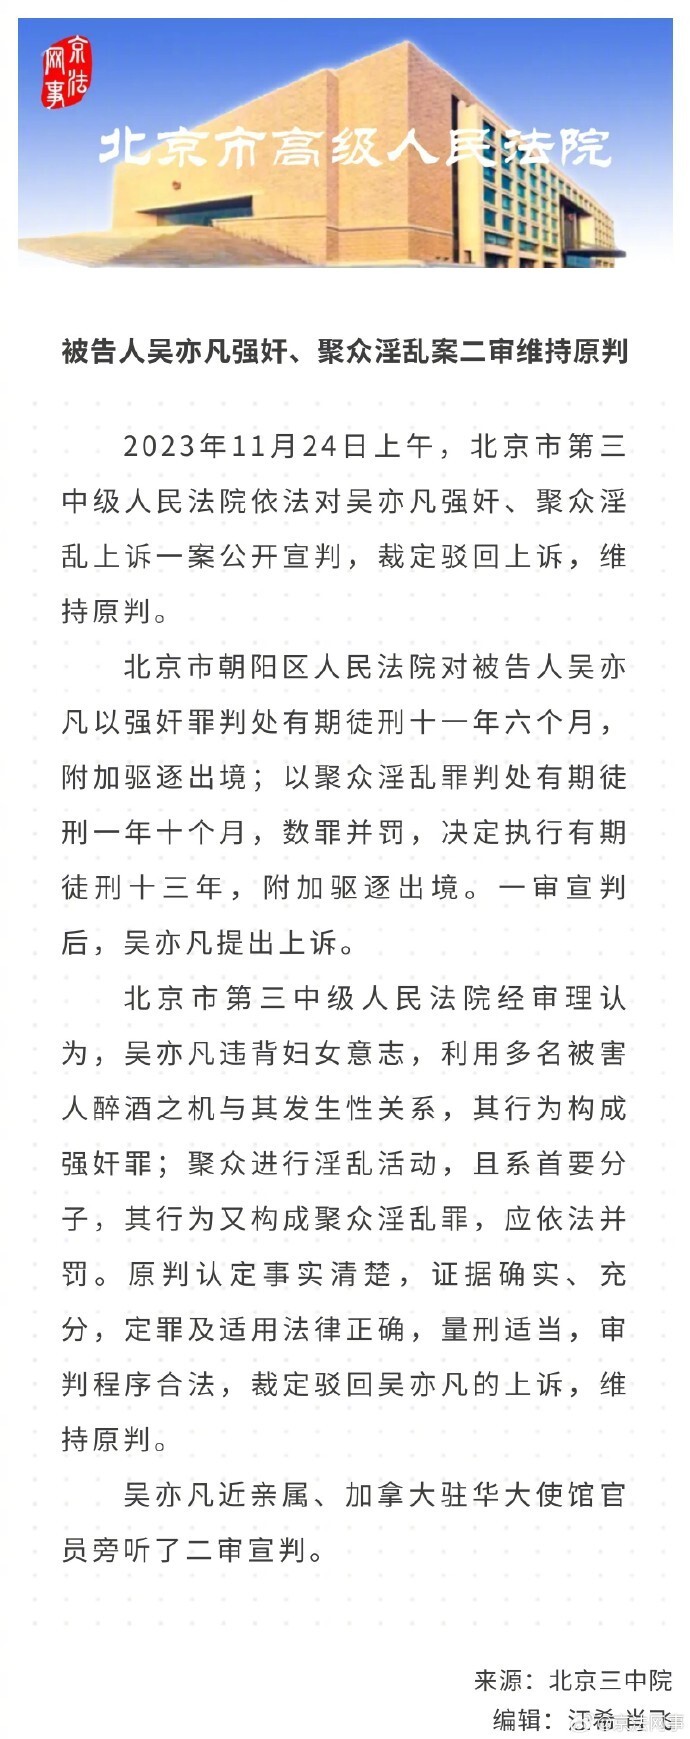 京法
网事
北京市高级人民法院
被告人吴亦凡强奸、聚众淫乱案二审维持原判
2023年11月24日上午，北京市第三
中级人民法院依法对吴亦凡强奸、聚众淫
乱上诉一案公开宣判，裁定驳回上诉，维
持原判。
北京市朝阳区人民法院对被告人吴亦
凡以强奸罪判处有期徒刑十一年六个月，
附加驱逐出境；以聚众淫乱罪判处有期徒
刑一年十个月，数罪并罚，决定执行有期
徒刑十三年，附加驱逐出境。一审宣判
后，吴亦凡提出上诉。
北京市第三中级人民法院经审理认
为，吴亦凡违背妇女意志，利用多名被害
人醉酒之机与其发生性关系，其行为构成
强奸罪；聚众进行淫乱活动，且系首要分
子，其行为又构成聚众淫乱罪，应依法并
罚。原判认定事实清楚，证据确实、充
分，定罪及适用法律正确，量刑适当，审
判程序合法，裁定驳回吴亦凡的上诉，维
持原判。
吴亦凡近亲属、加拿大驻华大使馆官
员旁听了二审宣判。
来源：北京三中院
编辑：江希 肖飞
@京法网事